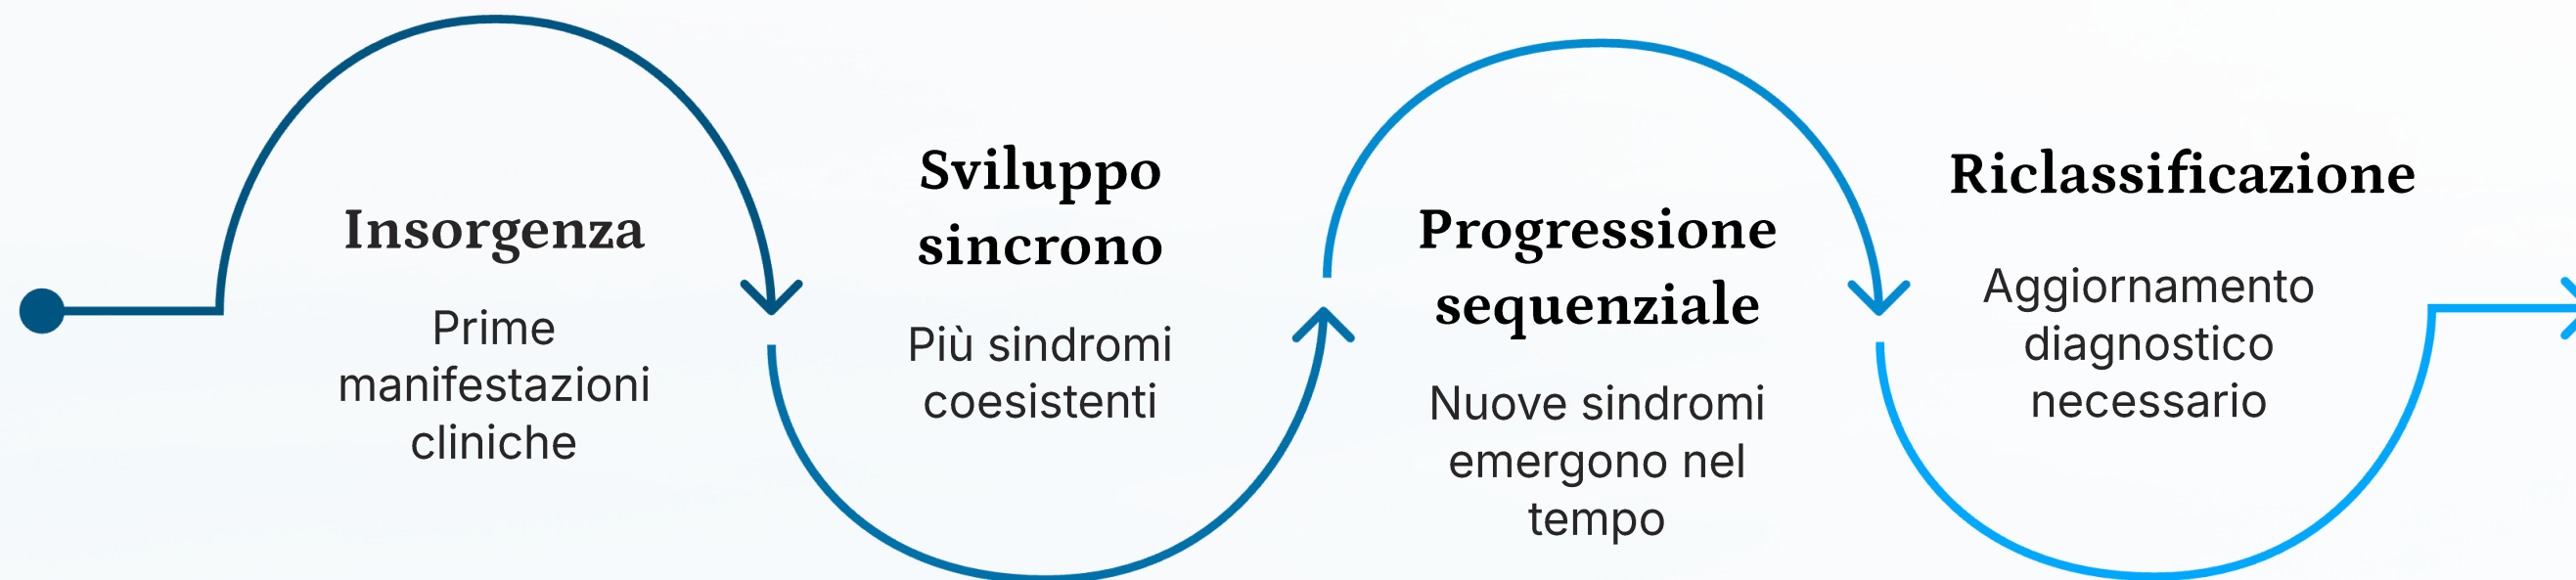 Insorgenza
Prime
manifestazioni
cliniche
Sviluppo
sincrono
Più sindromi
coesistenti
Progressione
sequenziale
Nuove sindromi
emergono nel
tempo
Riclassificazione
Aggiornamento
diagnostico
necessario